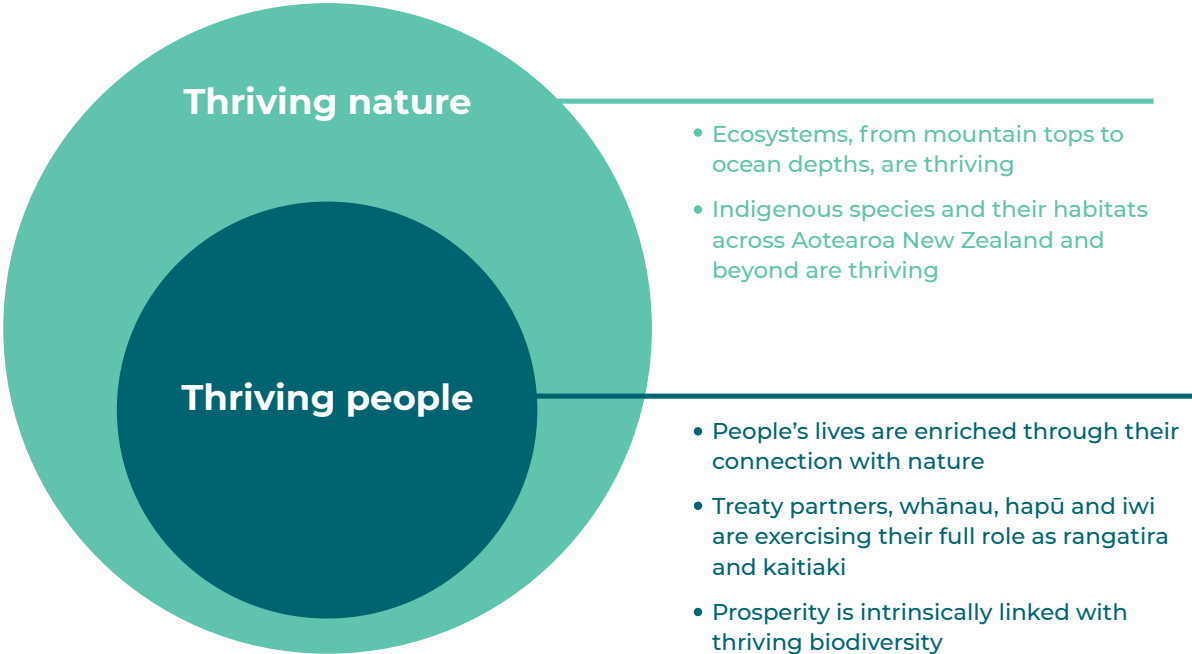 Thriving nature
• Ecosystems, from mountain tops to
ocean depths, are thriving
• Indigenous species and their habitats
across Aotearoa New Zealand and
beyond are thriving
Thriving people
• People’s lives are enriched through their
connection with nature
• Treaty partners, whānau, hapū and iwi
are exercising their full role as rangatira
and kaitiaki
• Prosperity is intrinsically linked with
thriving biodiversity